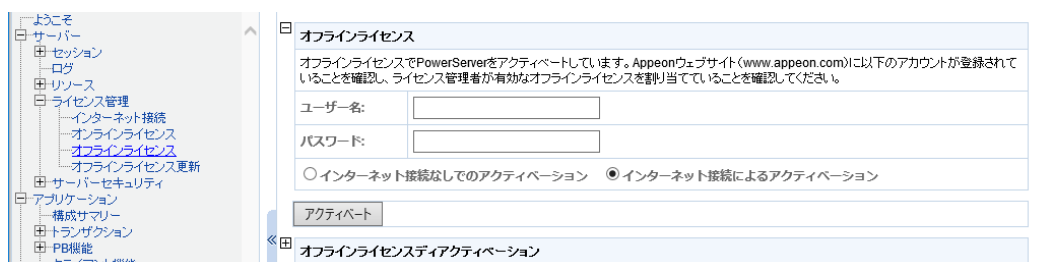 ようこそ
サーバー
セッション
ログ
リソース
ライセンス管理
インターネット接続
オンラインライセンス
オフラインライセンス
オフラインライセンス更新
サーバーセキュリティ
アプリケーション
構成サマリー
トランザクション
PB機能
オフラインライセンス
オフラインライセンスでPowerServerをアクティベートしています。Appeonウェブサイト(www.appeon.com)に以下のアカウントが登録されて
いることを確認し、ライセンス管理者が有効なオフラインライセンスを割り当てていることを確認してください。
ユーザー名:
パスワード:
インターネット接続なしでのアクティベーション インターネット接続によるアクティベーション
アクティベート
«
オフラインライセンスディアクティベーション